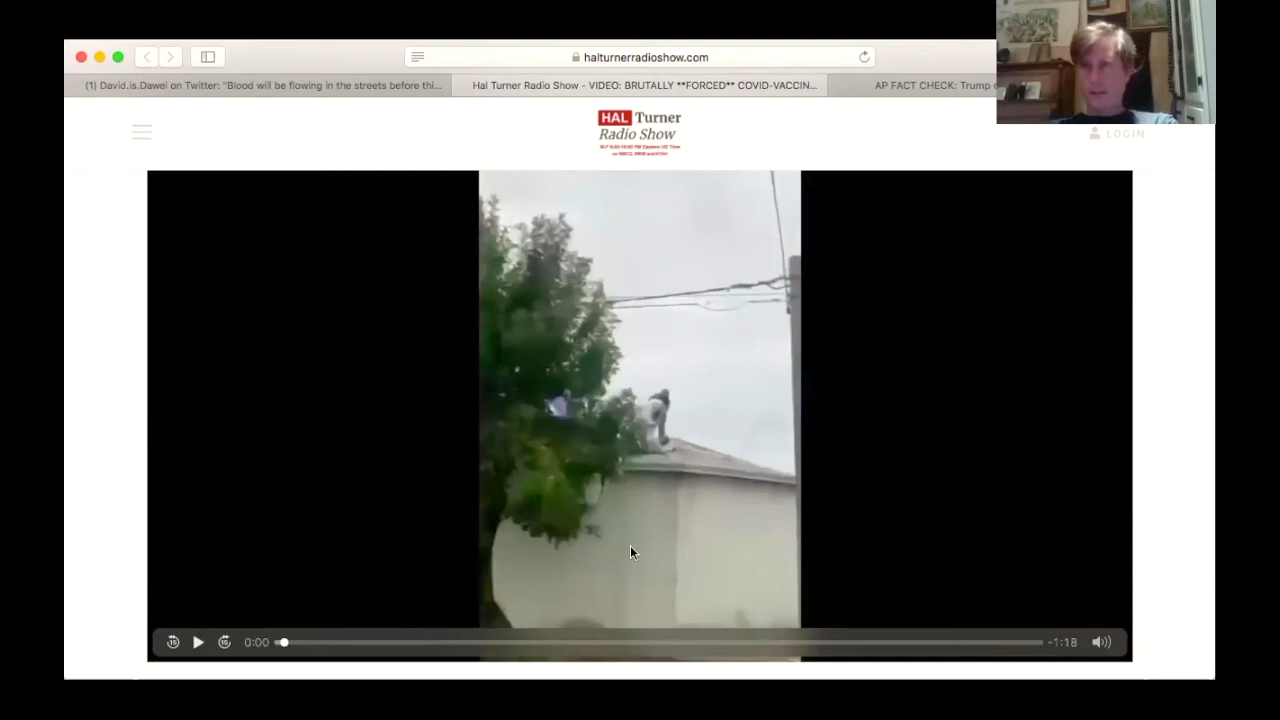 halturnerradioshow.com
(1) David.is.Dawei on Twitter: "Blood will be flowing in the streets before thi...
Hal Turner Radio Show - VIDEO: BRUTALLY **FORCED** COVID-VACCIN...
AP FACT CHECK: Trump
HAL Turner
Radio Show
LOGIN
15
15
0:00
-1:18